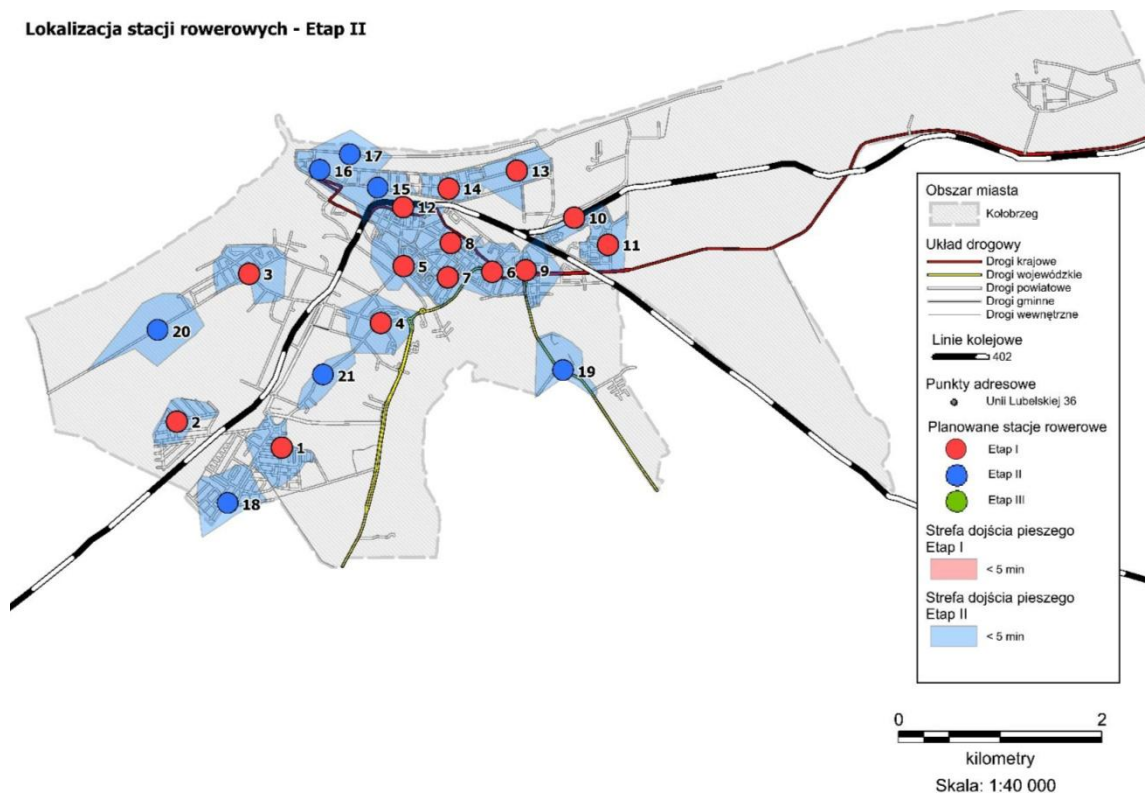 Lokalizacja stacji rowerowych - Etap II
17
16
15
14
13
12
10
11
8
3
5
7
6
9
20
4
21
19
2
1
18
Obszar miasta
Kołobrzeg
Układ drogowy
Drogi krajowe
Drogi wojewódzkie
Drogi powiatowe
Drogi gminne
Drogi wewnętrzne
Linie kolejowe
402
Punkty adresowe
Unii Lubelskiej 36
Planowane stacje rowerowe
Etap I
Etap II
Etap III
Strefa dojścia pieszego
Etap I
< 5 min
Strefa dojścia pieszego
Etap II
< 5 min
0 2
kilometry
Skala: 1:40 000